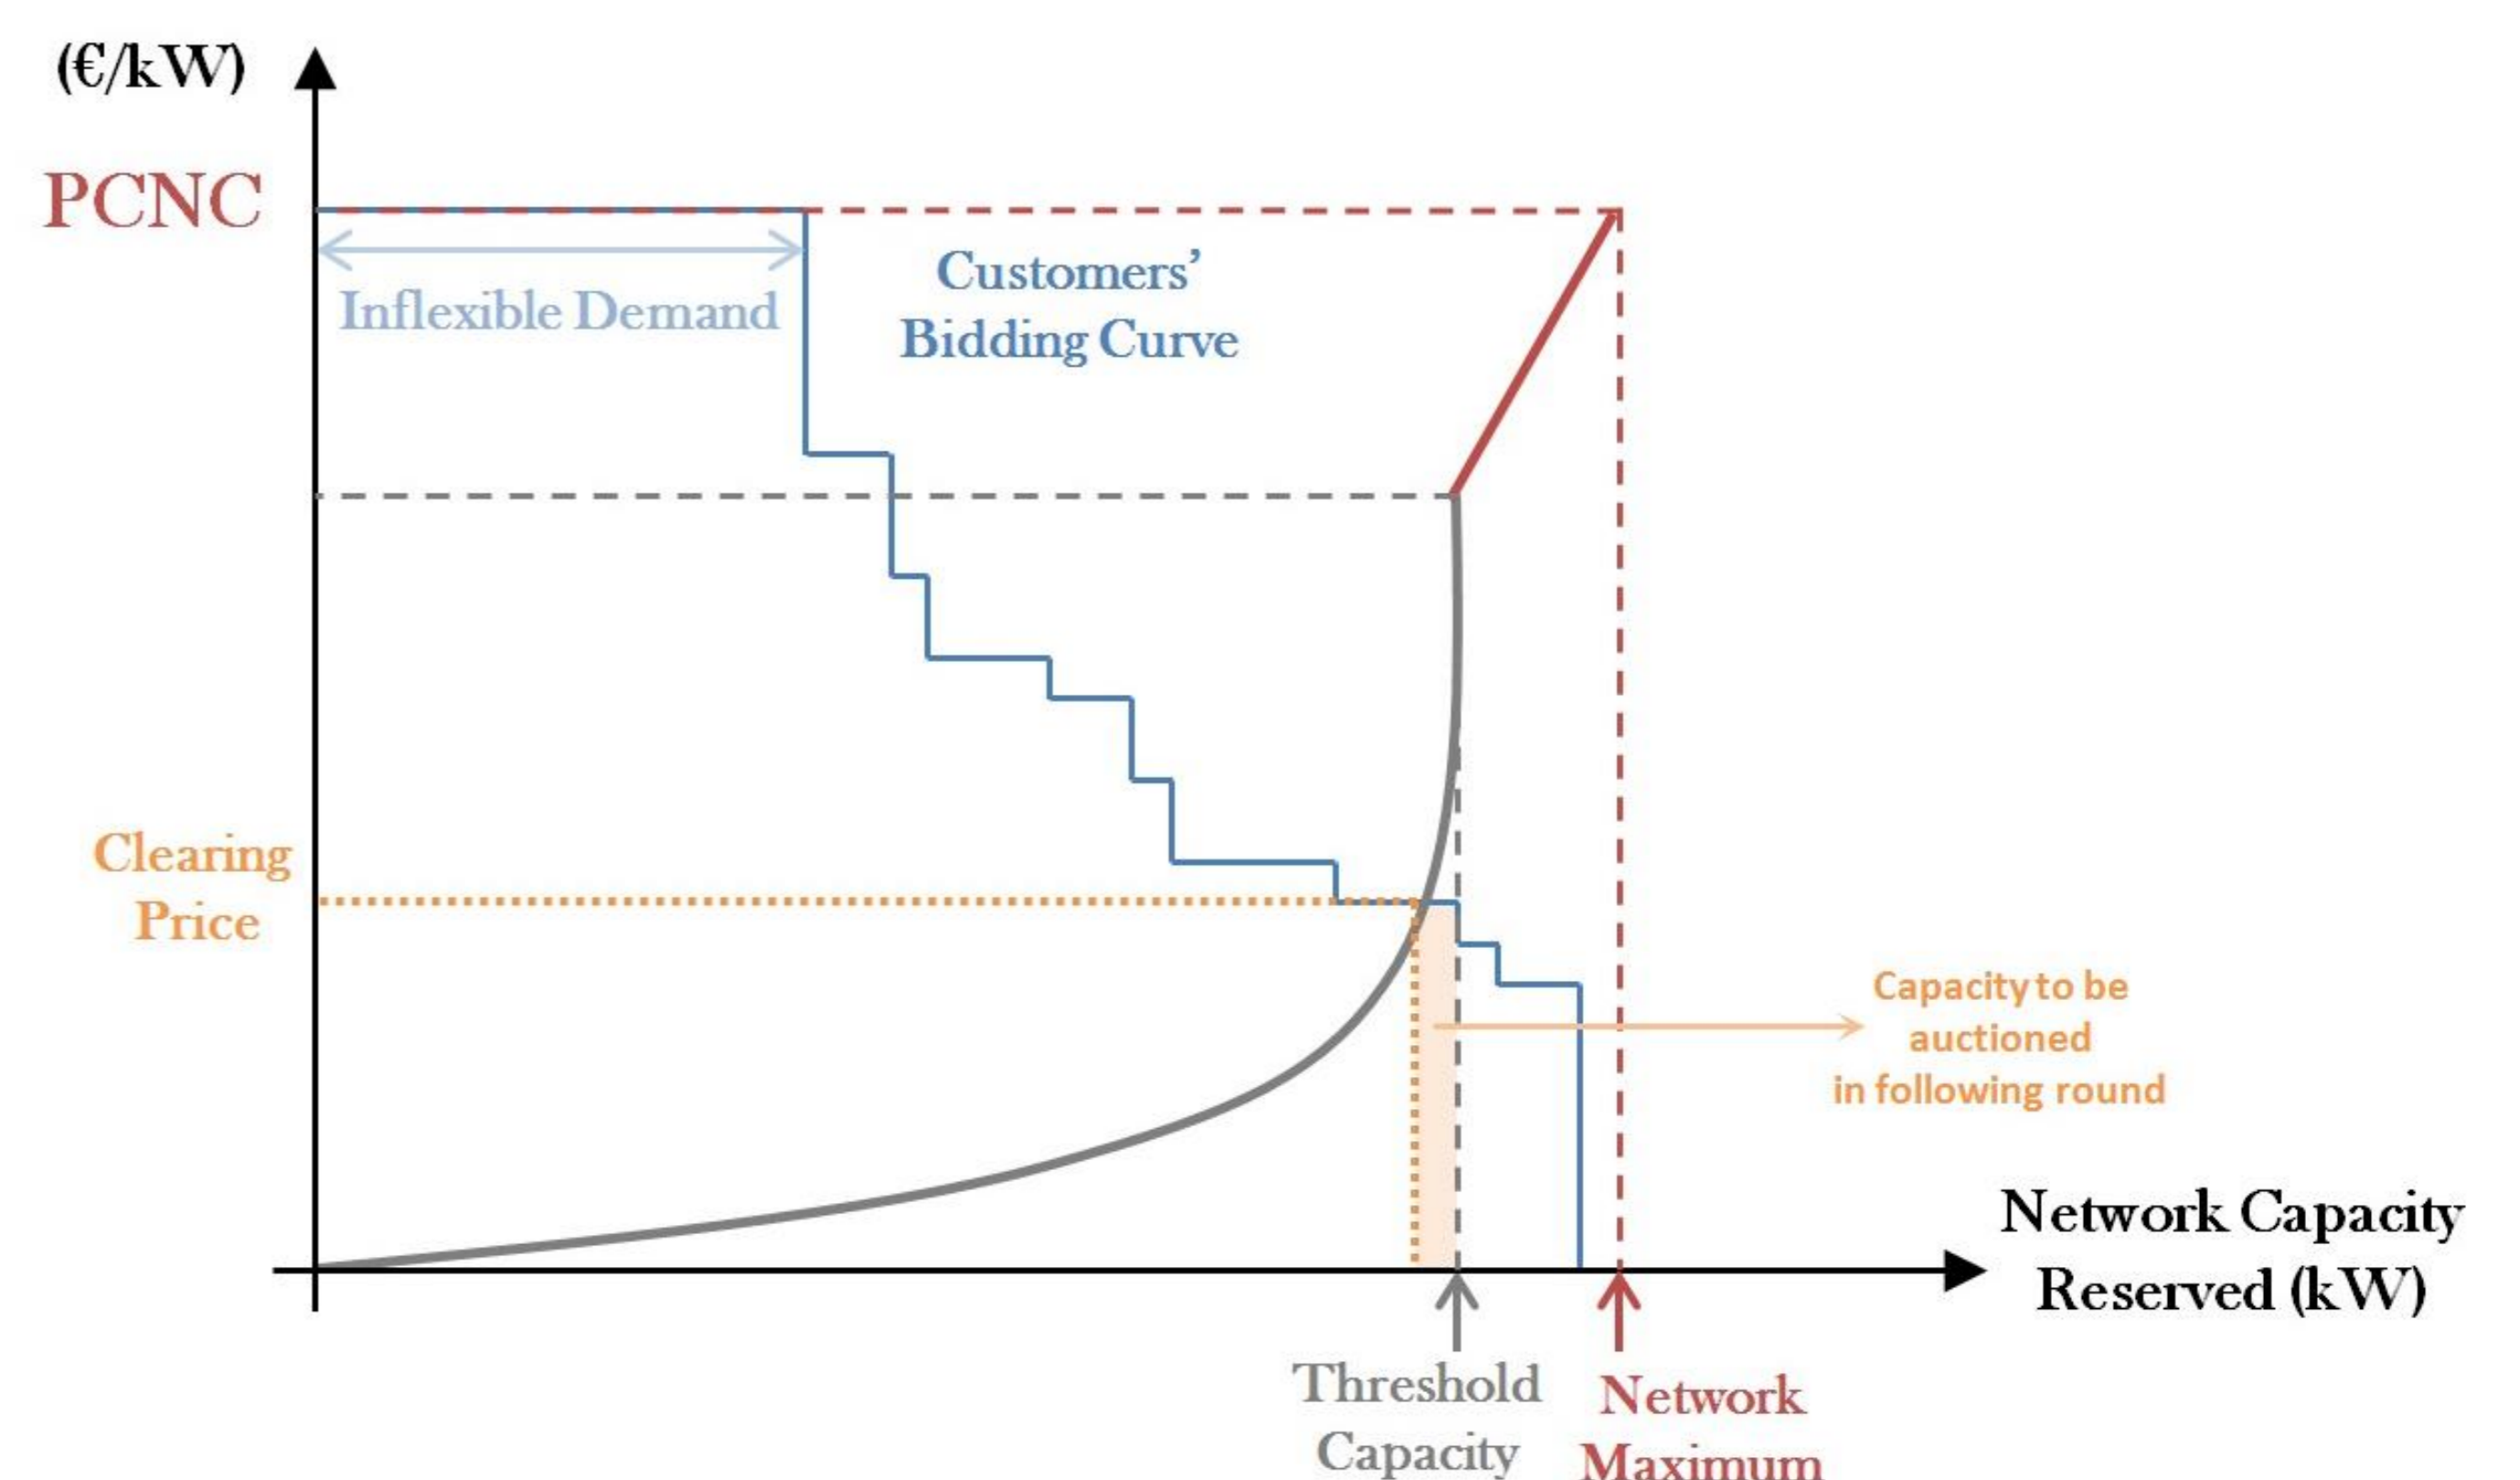 (€/kW)
PCNC
Inflexible Demand
Customers’
Bidding Curve
Clearing
Price
Capacity to be
auctioned
in following round
Network Capacity
Reserved (kW)
Threshold
Capacity
Network
Maximum